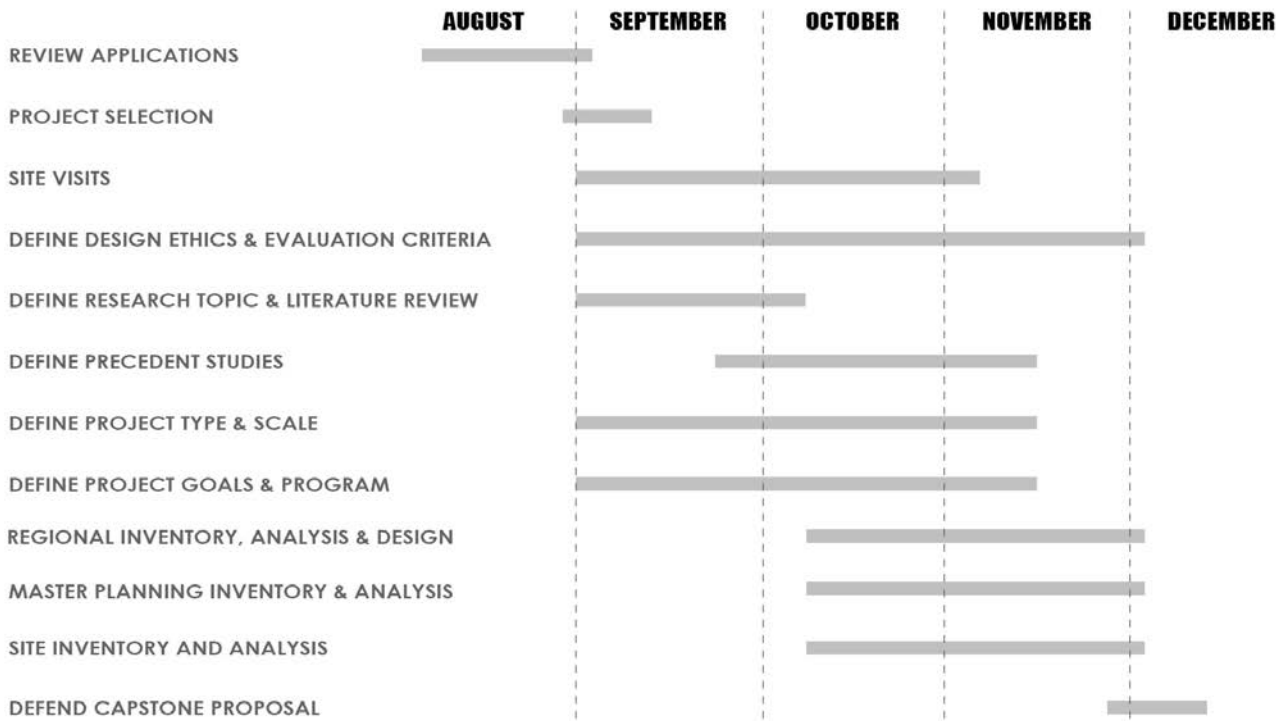 AUGUST SEPTEMBER OCTOBER NOVEMBER DECEMBER
REVIEW APPLICATIONS
PROJECT SELECTION
SITE VISITS
DEFINE DESIGN ETHICS & EVALUATION CRITERIA
DEFINE RESEARCH TOPIC & LITERATURE REVIEW
DEFINE PRECEDENT STUDIES
DEFINE PROJECT TYPE & SCALE
DEFINE PROJECT GOALS & PROGRAM
REGIONAL INVENTORY, ANALYSIS & DESIGN
MASTER PLANNING INVENTORY & ANALYSIS
SITE INVENTORY AND ANALYSIS
DEFEND CAPSTONE PROPOSAL